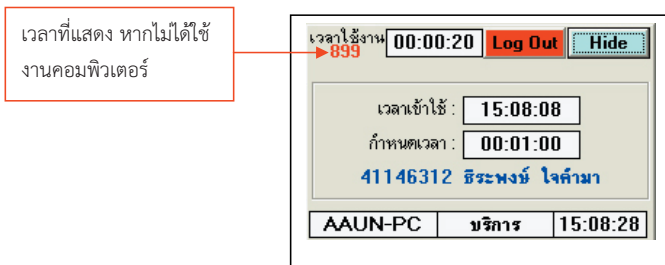 เวลาที่แสดง หากไม่ได้ใช้
งานคอมพิวเตอร์
เวลาใช้งาน 00:00:20 Log Out Hide
899
เวลาเข้าใช้ : 15:08:08
กำหนดเวลา : 00:01:00
41146312 ธีระพงษ์ ใจคำมา
AAUN-PC บริการ 15:08:28